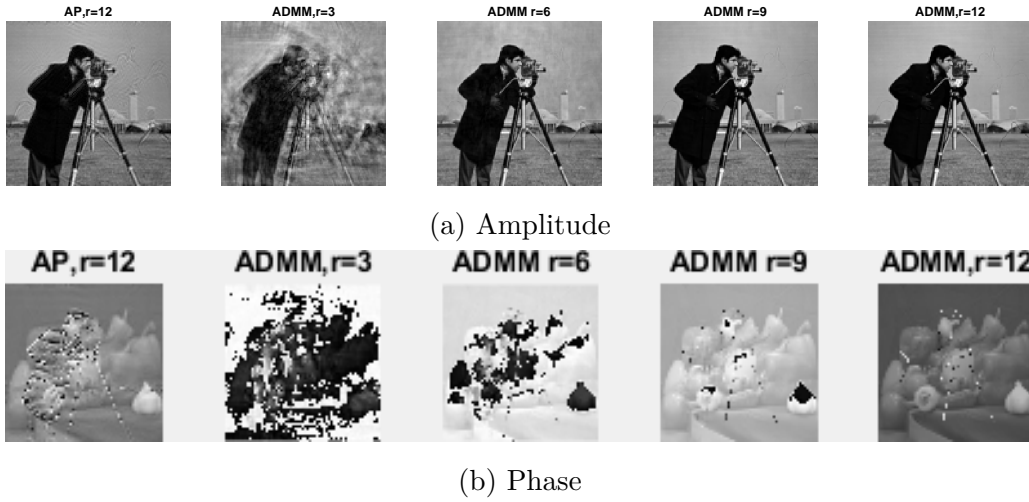 AP,r=12 ADMM,r=3 ADMM r=6 ADMM r=9 ADMM,r=12
(a) Amplitude
AP,r=12 ADMM,r=3 ADMM r=6 ADMM r=9 ADMM,r=12
(b) Phase